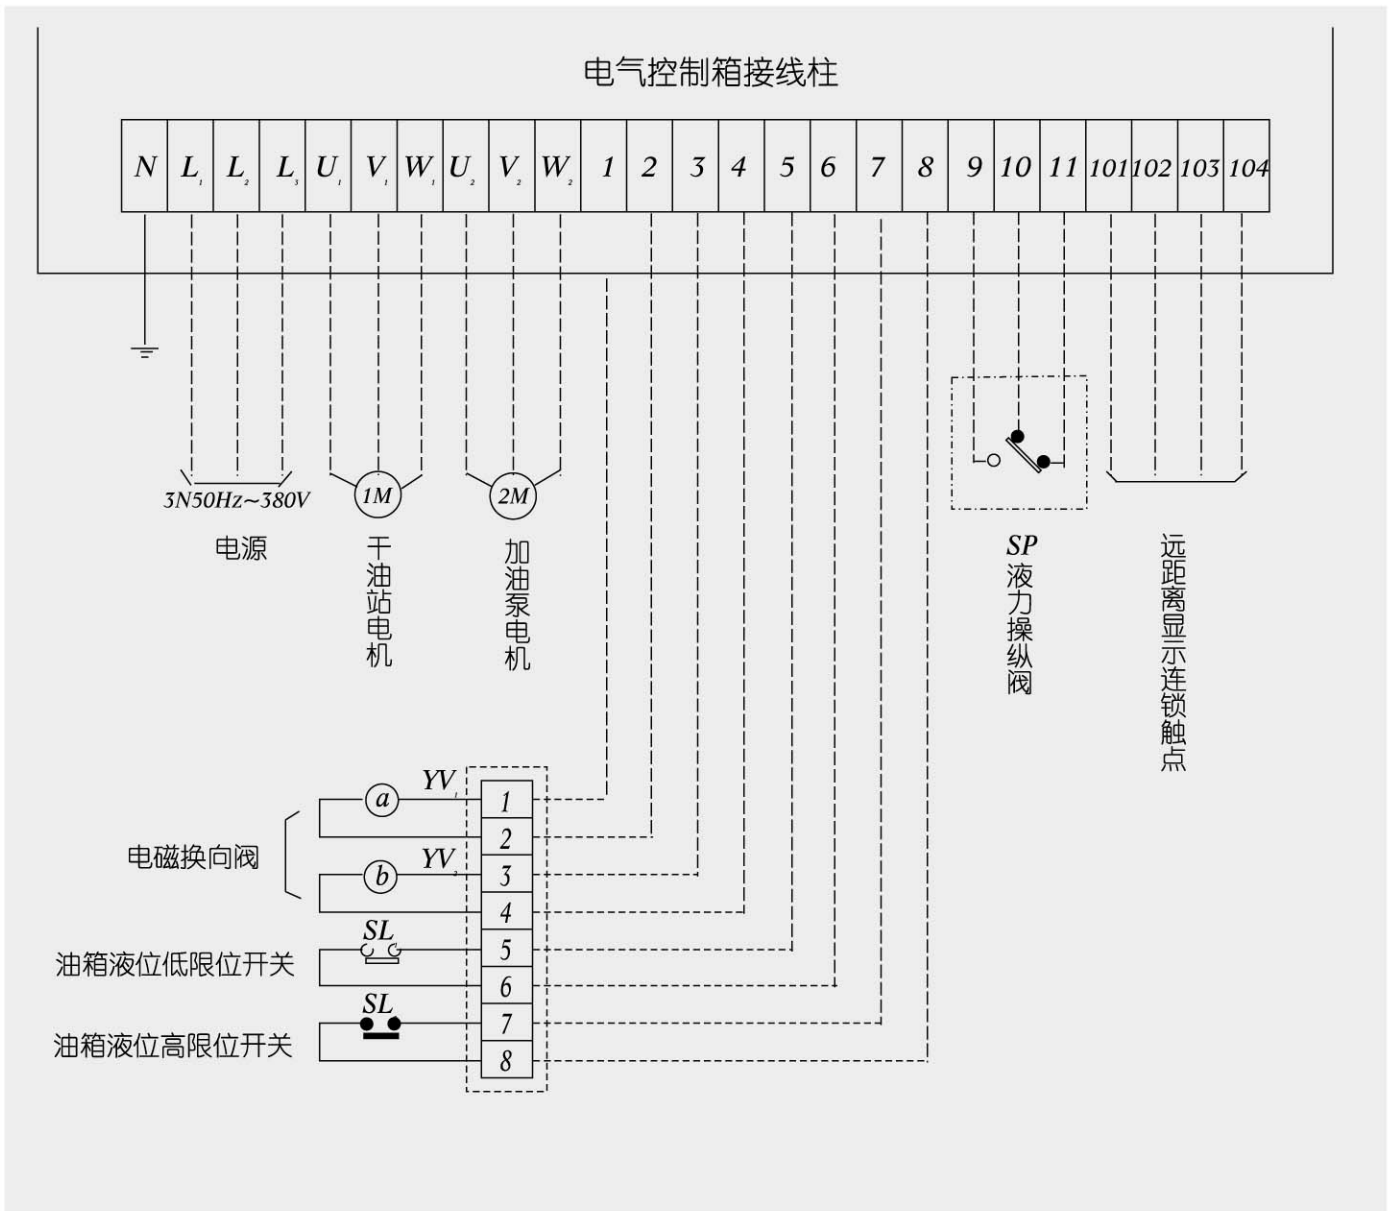 电气控制箱接线柱
N L₁ L₂ L₃ U₁ V₁ W₁ U₂ V₂ W₂ 1 2 3 4 5 6 7 8 9 10 11 101 102 103 104
3N50Hz~380V
电源
1M
干油站电机
2M
加油泵电机
SP
液力操纵阀
远距离显示连锁触点
电磁换向阀
a
YV₁
b
YV₂
油箱液位低限位开关
SL
油箱液位高限位开关
SL
1
2
3
4
5
6
7
8